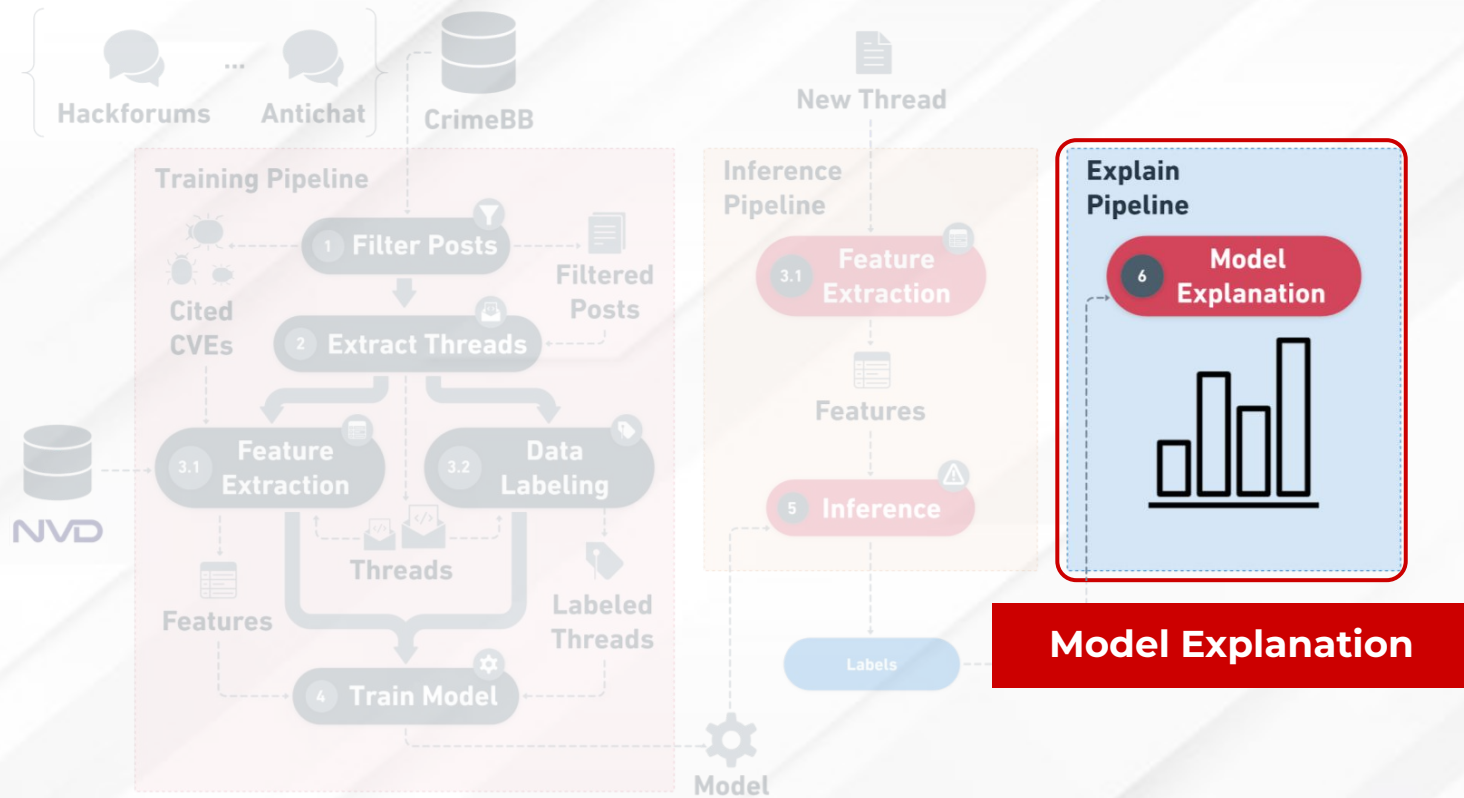 ...
Hackforums
Antichat
CrimeBB
New Thread
Training Pipeline
1 Filter Posts
Cited
CVEs
Filtered
Posts
2 Extract Threads
3.1 Feature
Extraction
3.2 Data
Labeling
NVD
</>
</>
Threads
Features
Labeled
Threads
4 Train Model
Model
Inference
Pipeline
3.1 Feature
Extraction
Features
5 Inference
Labels
Explain
Pipeline
6 Model
Explanation
Model Explanation